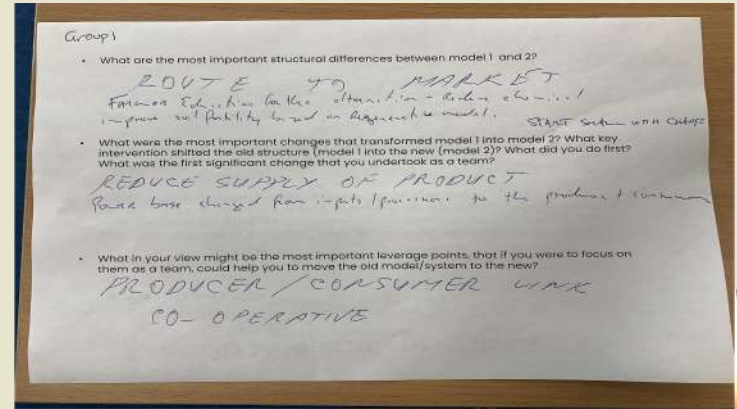 Group 1
• What are the most important structural differences between model 1 and 2?
ROUTE TO MARKET
Farmer Education for the alternative - Reduce chemical
improve soil fertility based on Regenerative model.
START System WITH CHANGE
• What were the most important changes that transformed model 1 into model 2? What key
intervention shifted the old structure (model 1 into the new (model 2)? What did you do first?
What was the first significant change that you undertook as a team?
REDUCE SUPPLY OF PRODUCT
Power base changed from inputs / processors to the producer + consumer
• What in your view might be the most important leverage points, that if you were to focus on
them as a team, could help you to move the old model/system to the new?
PRODUCER / CONSUMER LINK
CO-OPERATIVE